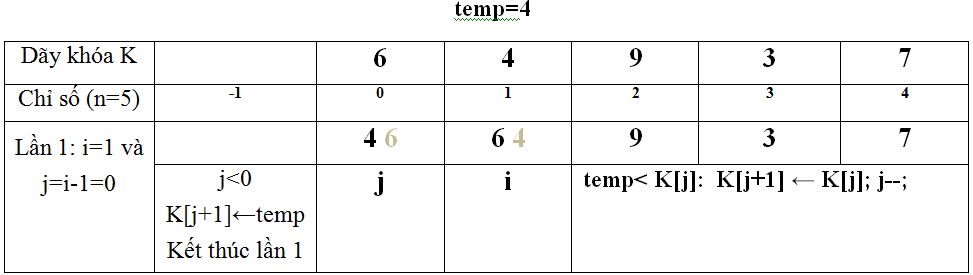 temp=4
Dãy khóa K 6 4 9 3 7
Chỉ số (n=5) -1 0 1 2 3 4
Lần 1: i=1 và j=i-1=0
4 6 6 4 9 3 7
j<0
K[j+1]←temp
Kết thúc lần 1
j i temp< K[j]: K[j+1] ← K[j]; j--;